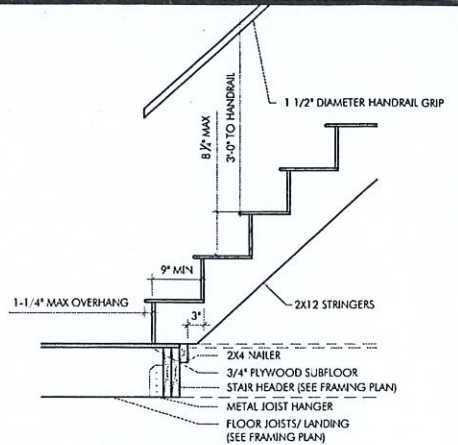 1 1/2" DIAMETER HANDRAIL GRIP
8 ¼" MAX
3'-0" TO HANDRAIL
9" MIN
1-1/4" MAX OVERHANG
3"
2X12 STRINGERS
2X4 NAILER
3/4" PLYWOOD SUBFLOOR
STAIR HEADER (SEE FRAMING PLAN)
METAL JOIST HANGER
FLOOR JOISTS/ LANDING
(SEE FRAMING PLAN)